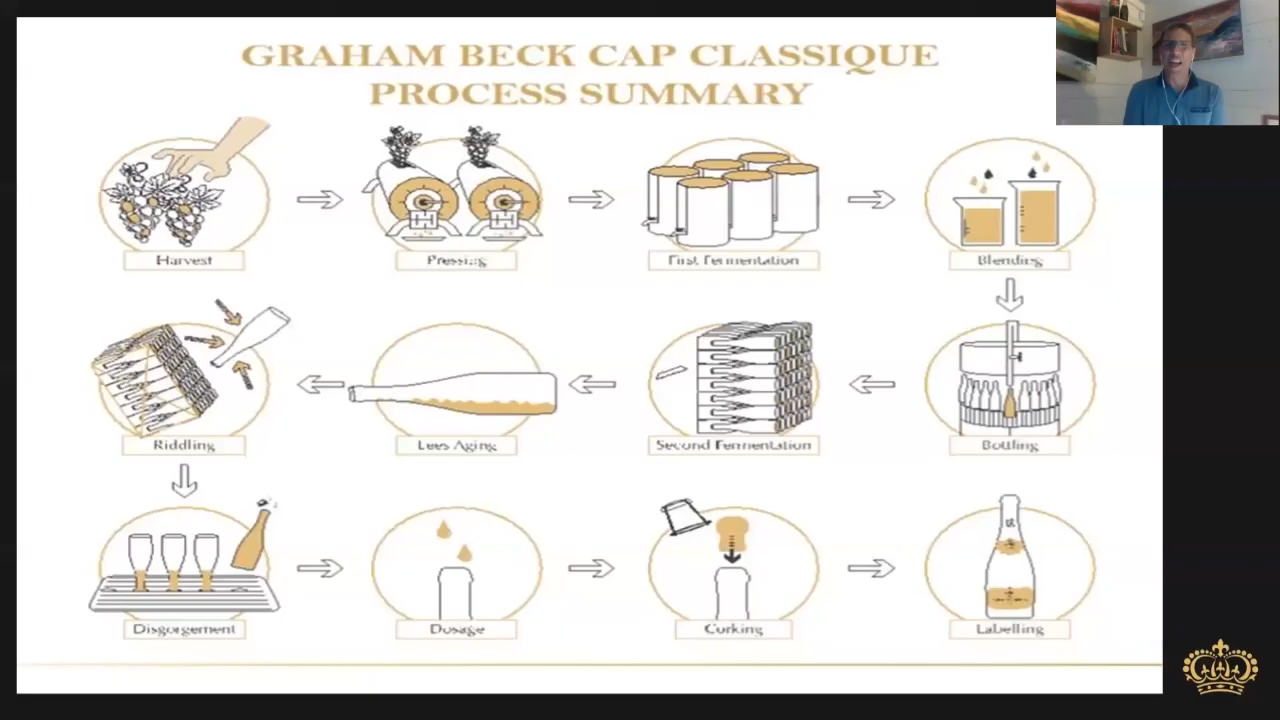 GRAHAM BECK CAP CLASSIQUE
PROCESS SUMMARY
Harvest
Pressing
First Fermentation
Blending
Riddling
Lees Aging
Second Fermentation
Bottling
Disgorgement
Dosage
Corking
Labelling